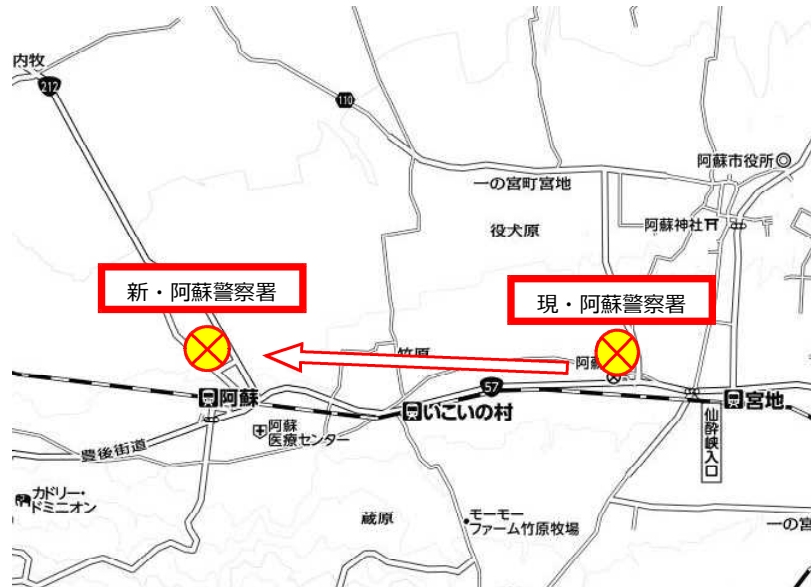 内牧
212
110
阿蘇市役所
一の宮町宮地
役犬原
阿蘇神社
新・阿蘇警察署
現・阿蘇警察署
竹原
阿蘇
57
阿蘇
いこいの村
宮地
仙酔峡入口
阿蘇
医療センター
豊後街道
カドリー・
ドミニオン
蔵原
モーモー
ファーム竹原牧場
一の宮